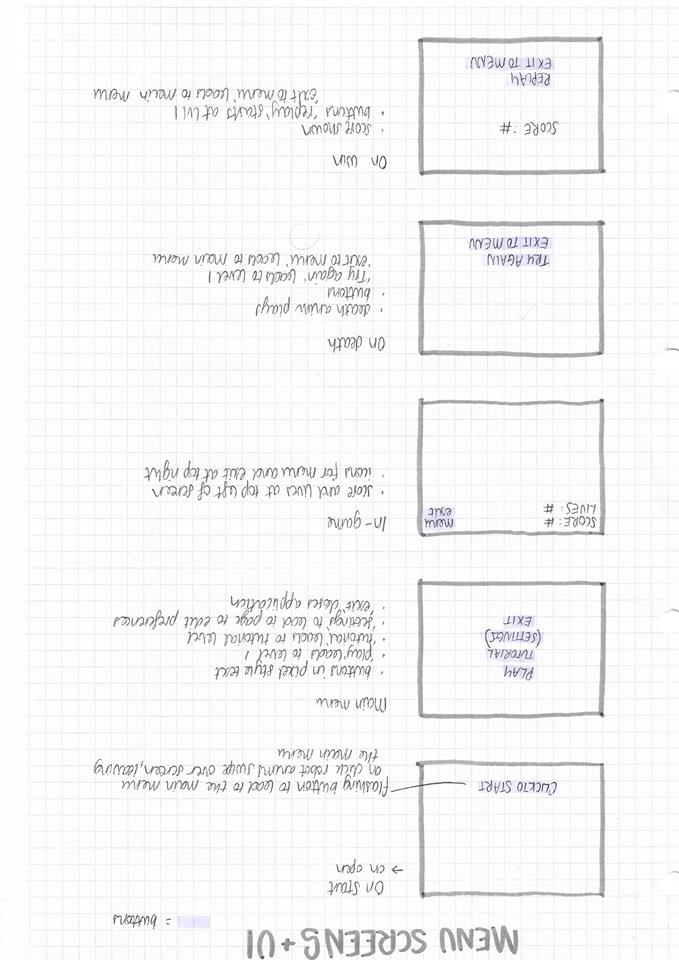 MENU SCREENS + UI
= buttons
On Start
→ on open
CLICK TO START
flashing button to lead to the main menu
on click robot anims swipe over screen, leaving
the main menu
Main menu
PLAY
TUTORIAL
(SETTINGS)
EXIT
· buttons in pixel style text
· 'play' leads to level 1
· 'tutorial' leads to tutorial level
· 'settings' to lead to page to edit preferences
· 'exit' closes application
SCORE: #
LIVES: #
menu
exit
In-game
· score and lives at top left of screen
· icons for menu and exit at top right
On death
· death anim plays
· buttons
'Try again' leads to level 1
'exit to menu' leads to main menu
TRY AGAIN
EXIT TO MENU
On win
SCORE : #
· score shown
· buttons 'replay' starts at lvl 1
'exit to menu' leads to main menu
REPLAY
EXIT TO MENU